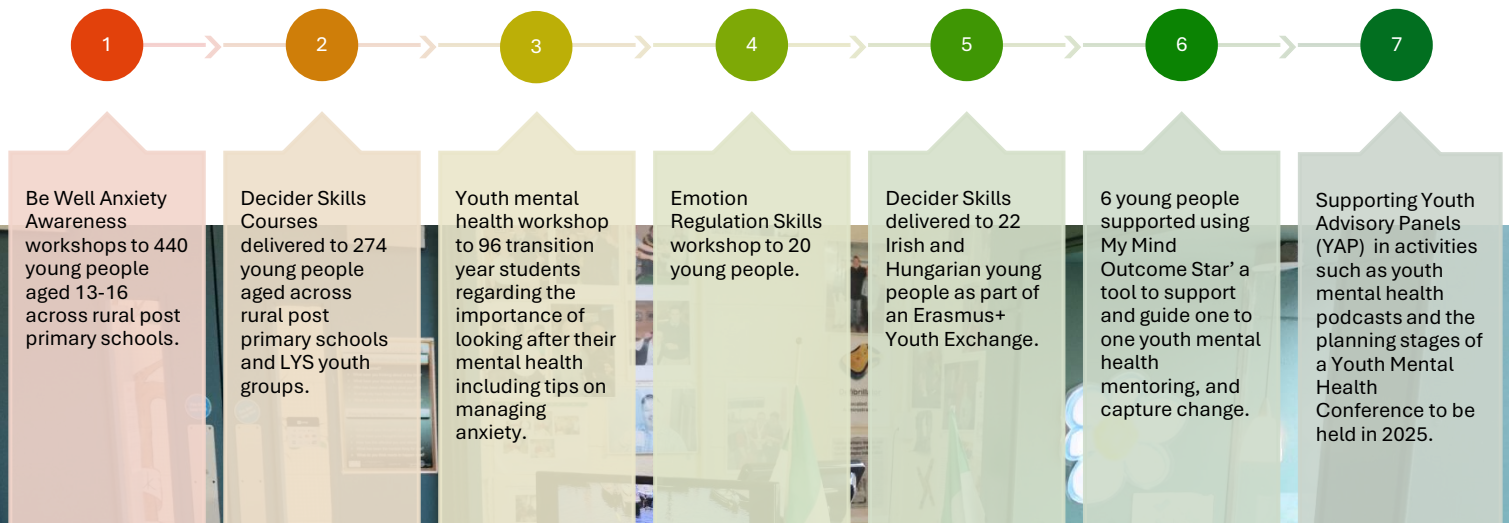 1
2
3
4
5
6
7
Be Well Anxiety
Awareness
workshops to 440
young people
aged 13-16
across rural post
primary schools.
Decider Skills
Courses
delivered to 274
young people
aged across
rural post
primary schools
and LYS youth
groups.
Youth mental
health workshop
to 96 transition
year students
regarding the
importance of
looking after their
mental health
including tips on
managing
anxiety.
Emotion
Regulation Skills
workshop to 20
young people.
Decider Skills
delivered to 22
Irish and
Hungarian young
people as part of
an Erasmus+
Youth Exchange.
6 young people
supported using
My Mind
Outcome Star’ a
tool to support
and guide one to
one youth mental
health
mentoring, and
capture change.
Supporting Youth
Advisory Panels
(YAP)  in activities
such as youth
mental health
podcasts and the
planning stages of
a Youth Mental
Health
Conference to be
held in 2025.